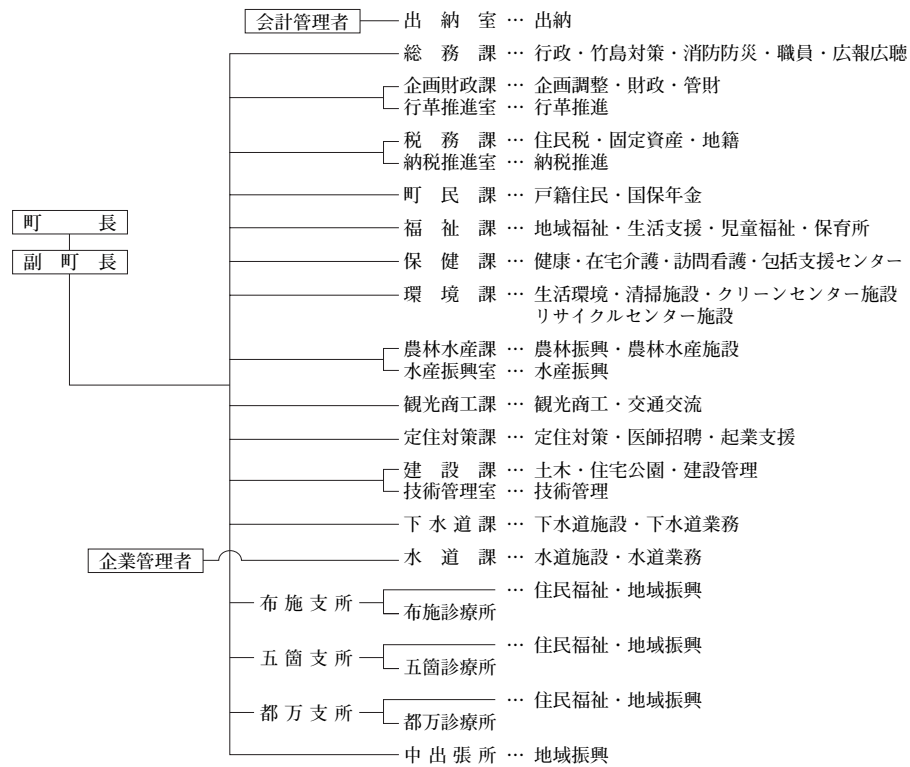 会計管理者 出納室 … 出納
総務課 … 行政・竹島対策・消防防災・職員・広報広聴
企画財政課 … 企画調整・財政・管財
行革推進室 … 行革推進
税務課 … 住民税・固定資産・地籍
納税推進室 … 納税推進
町民課 … 戸籍住民・国保年金
町長
福祉課 … 地域福祉・生活支援・児童福祉・保育所
副町長
保健課 … 健康・在宅介護・訪問看護・包括支援センター
環境課 … 生活環境・清掃施設・クリーンセンター施設
リサイクルセンター施設
農林水産課 … 農林振興・農林水産施設
水産振興室 … 水産振興
観光商工課 … 観光商工・交通交流
定住対策課 … 定住対策・医師招聘・起業支援
建設課 … 土木・住宅公園・建設管理
技術管理室 … 技術管理
下水道課 … 下水道施設・下水道業務
企業管理者 水道課 … 水道施設・水道業務
布施支所 … 住民福祉・地域振興
布施診療所
五箇支所 … 住民福祉・地域振興
五箇診療所
都万支所 … 住民福祉・地域振興
都万診療所
中出張所 … 地域振興